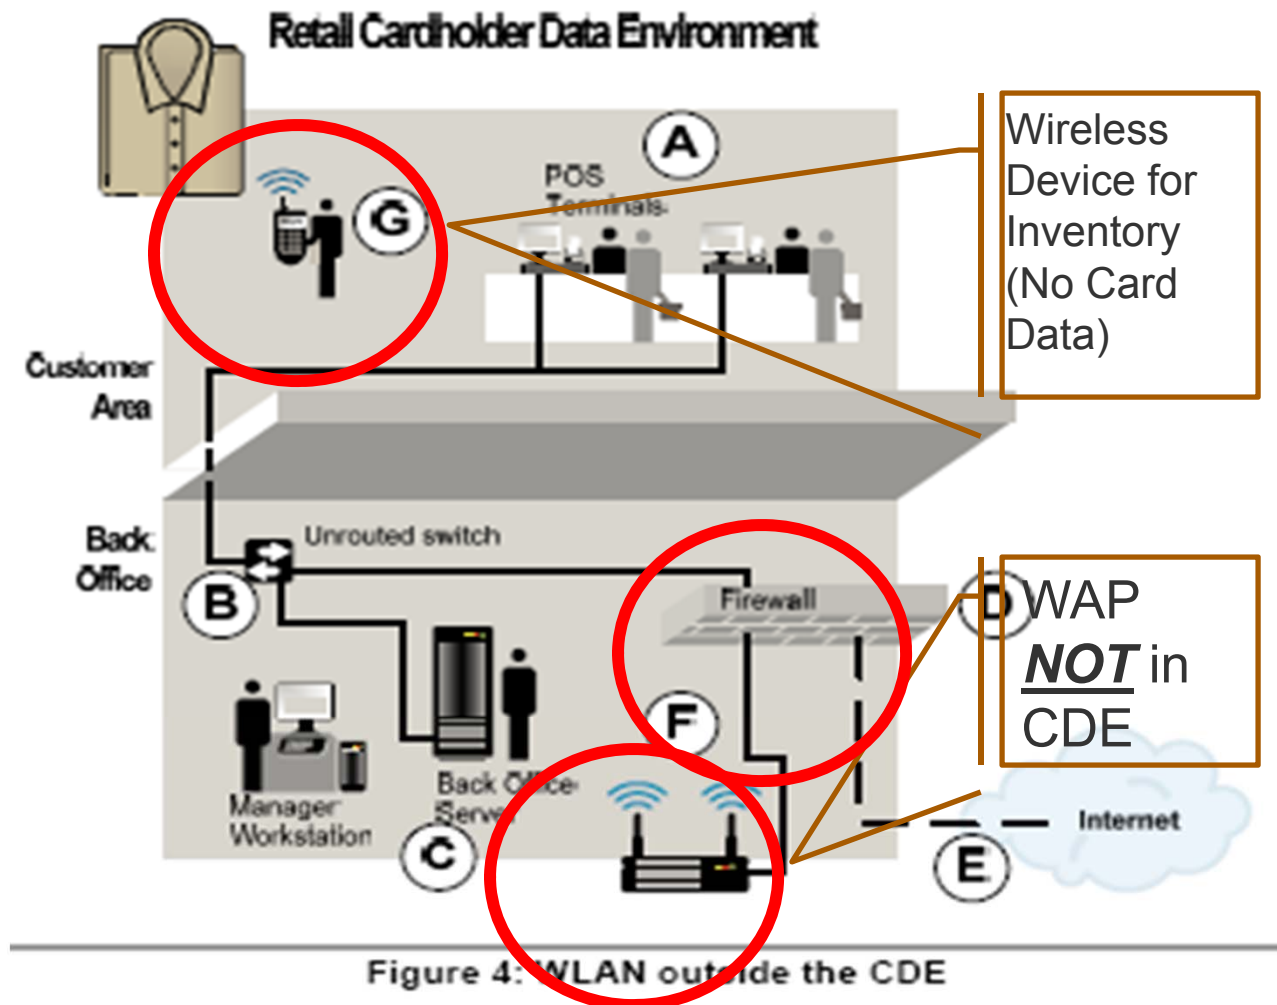 Retail Cardholder Data Environment
A
POS
Terminals
G
Wireless
Device for
Inventory
(No Card
Data)
Customer
Area
Back
Office
Unrouted switch
B
Firewall
D
WAP
NOT in
CDE
F
Manager
Workstation
Back Office
Server
C
Internet
E
Figure 4: WLAN outside the CDE